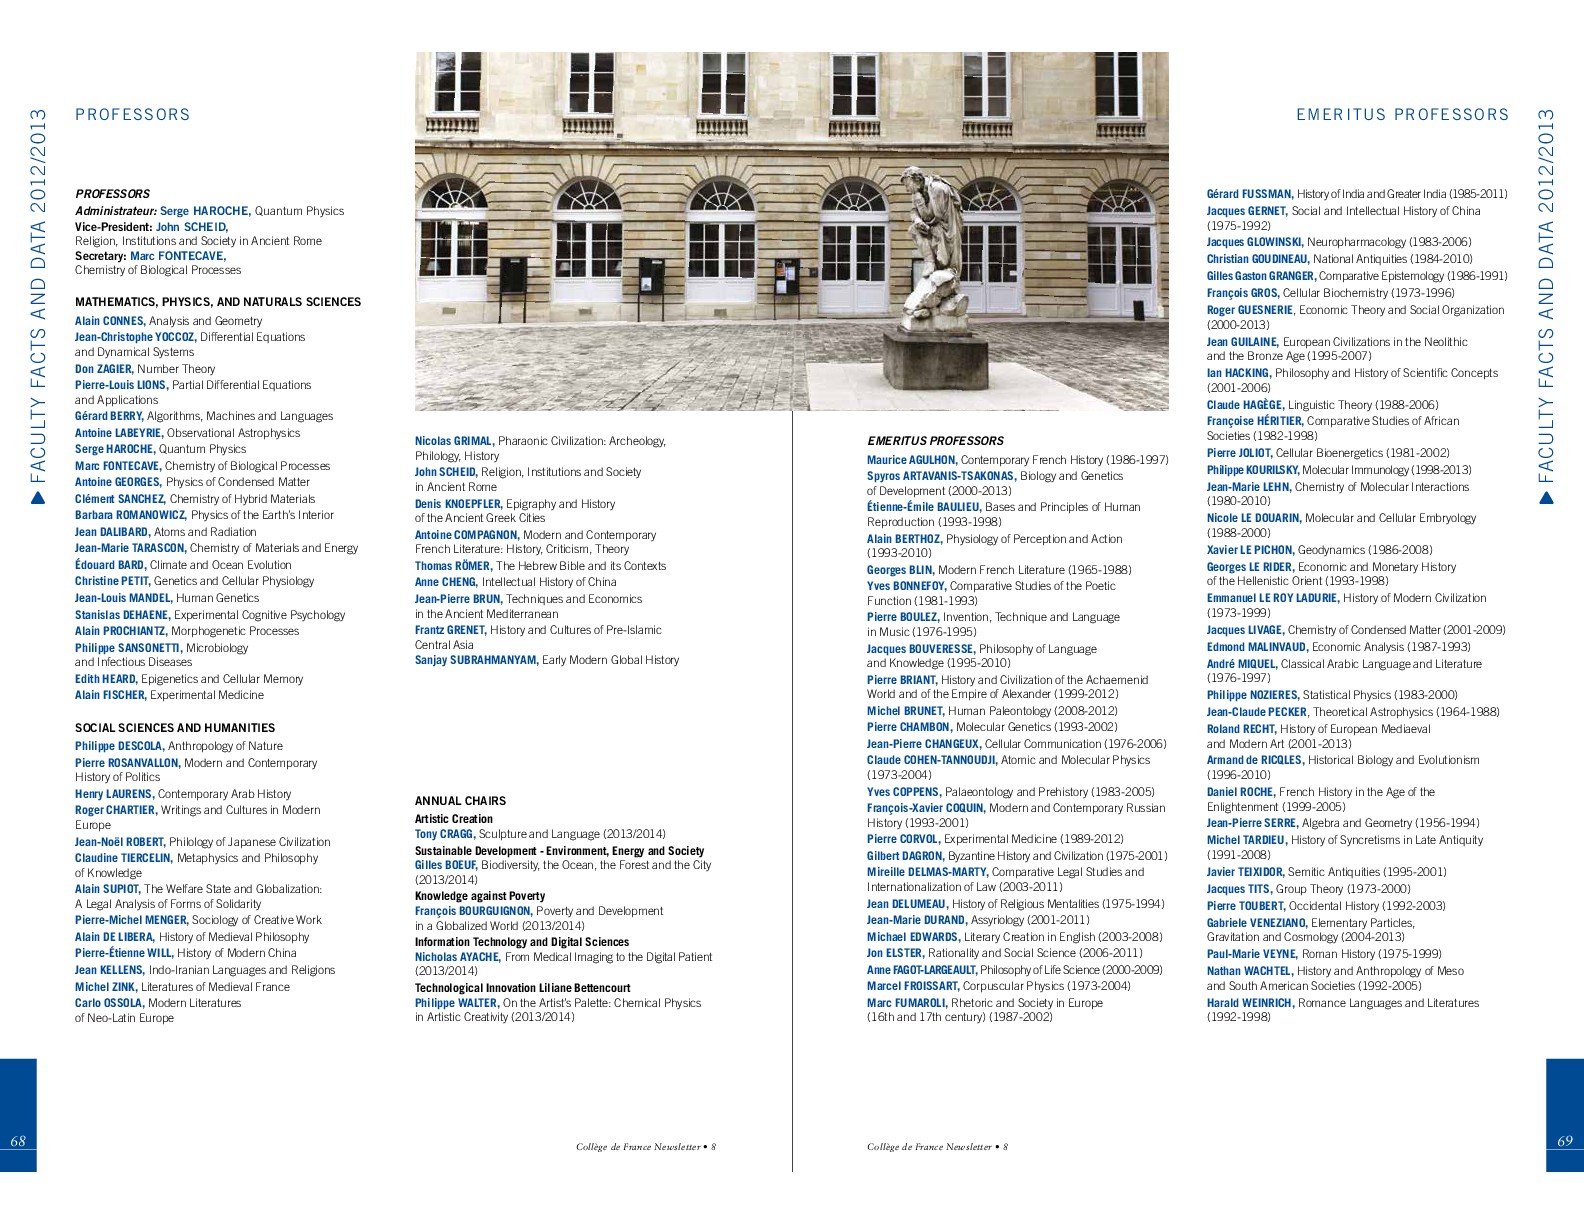 FACULTY FACTS AND DATA 2012/2013
PROFESSORS
PROFESSORS
Administrateur: Serge HAROCHE, Quantum Physics
Vice-President: John SCHEID,
Religion, Institutions and Society in Ancient Rome
Secretary: Marc FONTECAVE,
Chemistry of Biological Processes
MATHEMATICS, PHYSICS, AND NATURALS SCIENCES
Alain CONNES, Analysis and Geometry
Jean-Christophe YOCCOZ, Differential Equations
and Dynamical Systems
Don ZAGIER, Number Theory
Pierre-Louis LIONS, Partial Differential Equations
and Applications
Gérard BERRY, Algorithms, Machines and Languages
Antoine LABEYRIE, Observational Astrophysics
Serge HAROCHE, Quantum Physics
Marc FONTECAVE, Chemistry of Biological Processes
Antoine GEORGES, Physics of Condensed Matter
Clément SANCHEZ, Chemistry of Hybrid Materials
Barbara ROMANOWICZ, Physics of the Earth's Interior
Jean DALIBARD, Atoms and Radiation
Jean-Marie TARASCON, Chemistry of Materials and Energy
Édouard BARD, Climate and Ocean Evolution
Christine PETIT, Genetics and Cellular Physiology
Jean-Louis MANDEL, Human Genetics
Stanislas DEHAENE, Experimental Cognitive Psychology
Alain PROCHIANTZ, Morphogenetic Processes
Philippe SANSONETTI, Microbiology
and Infectious Diseases
Edith HEARD, Epigenetics and Cellular Memory
Alain FISCHER, Experimental Medicine
SOCIAL SCIENCES AND HUMANITIES
Philippe DESCOLA, Anthropology of Nature
Pierre ROSANVALLON, Modern and Contemporary
History of Politics
Henry LAURENS, Contemporary Arab History
Roger CHARTIER, Writings and Cultures in Modern
Europe
Jean-Noël ROBERT, Philology of Japanese Civilization
Claudine TIERCELIN, Metaphysics and Philosophy
of Knowledge
Alain SUPIOT, The Welfare State and Globalization:
A Legal Analysis of Forms of Solidarity
Pierre-Michel MENGER, Sociology of Creative Work
Alain DE LIBERA, History of Medieval Philosophy
Pierre-Étienne WILL, History of Modern China
Jean KELLENS, Indo-Iranian Languages and Religions
Michel ZINK, Literatures of Medieval France
Carlo OSSOLA, Modern Literatures
of Neo-Latin Europe
Nicolas GRIMAL, Pharaonic Civilization: Archeology,
Philology, History
John SCHEID, Religion, Institutions and Society
in Ancient Rome
Denis KNOEPFLER, Epigraphy and History
of the Ancient Greek Cities
Antoine COMPAGNON, Modern and Contemporary
French Literature: History, Criticism, Theory
Thomas RÖMER, The Hebrew Bible and its Contexts
Anne CHENG, Intellectual History of China
Jean-Pierre BRUN, Techniques and Economics
in the Ancient Mediterranean
Frantz GRENET, History and Cultures of Pre-Islamic
Central Asia
Sanjay SUBRAHMANYAM, Early Modern Global History
ANNUAL CHAIRS
Artistic Creation
Tony CRAGG, Sculpture and Language (2013/2014)
Sustainable Development - Environment, Energy and Society
Gilles BOEUF, Biodiversity, the Ocean, the Forest and the City
(2013/2014)
Knowledge against Poverty
François BOURGUIGNON, Poverty and Development
in a Globalized World (2013/2014)
Information Technology and Digital Sciences
Nicholas AYACHE, From Medical Imaging to the Digital Patient
(2013/2014)
Technological Innovation Liliane Bettencourt
Philippe WALTER, On the Artist's Palette: Chemical Physics
in Artistic Creativity (2013/2014)
68
Collège de France Newsletter • 8
EMERITUS PROFESSORS
EMERITUS PROFESSORS
Maurice AGULHON, Contemporary French History (1986-1997)
Spyros ARTAVANIS-TSAKONAS, Biology and Genetics
of Development (2000-2013)
Étienne-Émile BAULIEU, Bases and Principles of Human
Reproduction (1993-1998)
Alain BERTHOZ, Physiology of Perception and Action
(1993-2010)
Georges BLIN, Modern French Literature (1965-1988)
Yves BONNEFOY, Comparative Studies of the Poetic
Function (1981-1993)
Pierre BOULEZ, Invention, Technique and Language
in Music (1976-1995)
Jacques BOUVERESSE, Philosophy of Language
and Knowledge (1995-2010)
Pierre BRIANT, History and Civilization of the Achaemenid
World and of the Empire of Alexander (1999-2012)
Michel BRUNET, Human Paleontology (2008-2012)
Pierre CHAMBON, Molecular Genetics (1993-2002)
Jean-Pierre CHANGEUX, Cellular Communication (1976-2006)
Claude COHEN-TANNOUDJI, Atomic and Molecular Physics
(1973-2004)
Yves COPPENS, Palaeontology and Prehistory (1983-2005)
François-Xavier COQUIN, Modern and Contemporary Russian
History (1993-2001)
Pierre CORVOL, Experimental Medicine (1989-2012)
Gilbert DAGRON, Byzantine History and Civilization (1975-2001)
Mireille DELMAS-MARTY, Comparative Legal Studies and
Internationalization of Law (2003-2011)
Jean DELUMEAU, History of Religious Mentalities (1975-1994)
Jean-Marie DURAND, Assyriology (2001-2011)
Michael EDWARDS, Literary Creation in English (2003-2008)
Jon ELSTER, Rationality and Social Science (2006-2011)
Anne FAGOT-LARGEAULT, Philosophy of Life Science (2000-2009)
Marcel FROISSART, Corpuscular Physics (1973-2004)
Marc FUMAROLI, Rhetoric and Society in Europe
(16th and 17th century) (1987-2002)
Gérard FUSSMAN, History of India and Greater India (1985-2011)
Jacques GERNET, Social and Intellectual History of China
(1975-1992)
Jacques GLOWINSKI, Neuropharmacology (1983-2006)
Christian GOUDINEAU, National Antiquities (1984-2010)
Gilles Gaston GRANGER, Comparative Epistemology (1986-1991)
François GROS, Cellular Biochemistry (1973-1996)
Roger GUESNERIE, Economic Theory and Social Organization
(2000-2013)
Jean GUILAINE, European Civilizations in the Neolithic
and the Bronze Age (1995-2007)
Ian HACKING, Philosophy and History of Scientific Concepts
(2001-2006)
Claude HAGÈGE, Linguistic Theory (1988-2006)
Françoise HÉRITIER, Comparative Studies of African
Societies (1982-1998)
Pierre JOLIOT, Cellular Bioenergetics (1981-2002)
Philippe KOURILSKY, Molecular Immunology (1998-2013)
Jean-Marie LEHN, Chemistry of Molecular Interactions
(1980-2010)
Nicole LE DOUARIN, Molecular and Cellular Embryology
(1988-2000)
Xavier LE PICHON, Geodynamics (1986-2008)
Georges LE RIDER, Economic and Monetary History
of the Hellenistic Orient (1993-1998)
Emmanuel LE ROY LADURIE, History of Modern Civilization
(1973-1999)
Jacques LIVAGE, Chemistry of Condensed Matter (2001-2009)
Edmond MALINVAUD, Economic Analysis (1987-1993)
André MIQUEL, Classical Arabic Language and Literature
(1976-1997)
Philippe NOZIERES, Statistical Physics (1983-2000)
Jean-Claude PECKER, Theoretical Astrophysics (1964-1988)
Roland RECHT, History of European Mediaeval
and Modern Art (2001-2013)
Armand de RICQLES, Historical Biology and Evolutionism
(1996-2010)
Daniel ROCHE, French History in the Age of the
Enlightenment (1999-2005)
Jean-Pierre SERRE, Algebra and Geometry (1956-1994)
Michel TARDIEU, History of Syncretisms in Late Antiquity
(1991-2008)
Javier TEIXIDOR, Semitic Antiquities (1995-2001)
Jacques TITS, Group Theory (1973-2000)
Pierre TOUBERT, Occidental History (1992-2003)
Gabriele VENEZIANO, Elementary Particles,
Gravitation and Cosmology (2004-2013)
Paul-Marie VEYNE, Roman History (1975-1999)
Nathan WACHTEL, History and Anthropology of Meso
and South American Societies (1992-2005)
Harald WEINRICH, Romance Languages and Literatures
(1992-1998)
FACULTY FACTS AND DATA 2012/2013
Collège de France Newsletter • 8
69